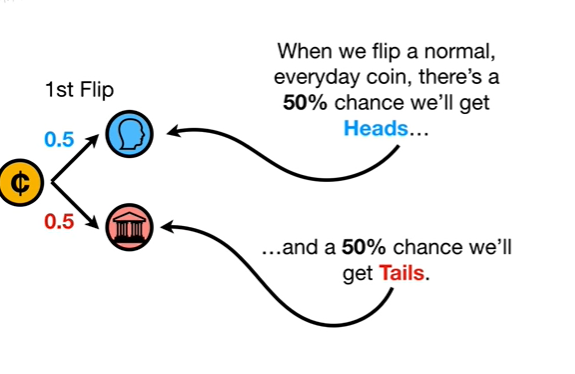 When we flip a normal,
everyday coin, there's a
50% chance we'll get
Heads...
1st Flip
0.5
¢
0.5
...and a 50% chance we'll
get Tails.